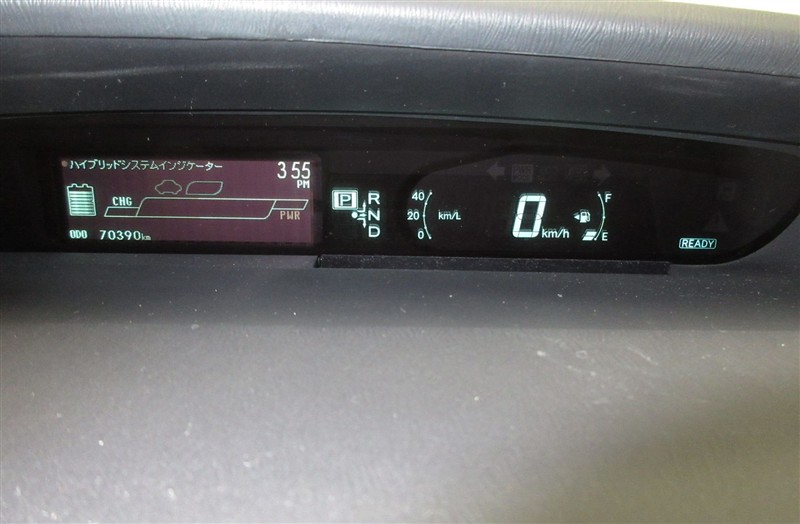 ハイブリッドシステムインジケーター
3 55
PM
CHG
PWR
ODO 70390km
P
R
N
D
40
20
0
km/L
0 km/h
F
E
READY